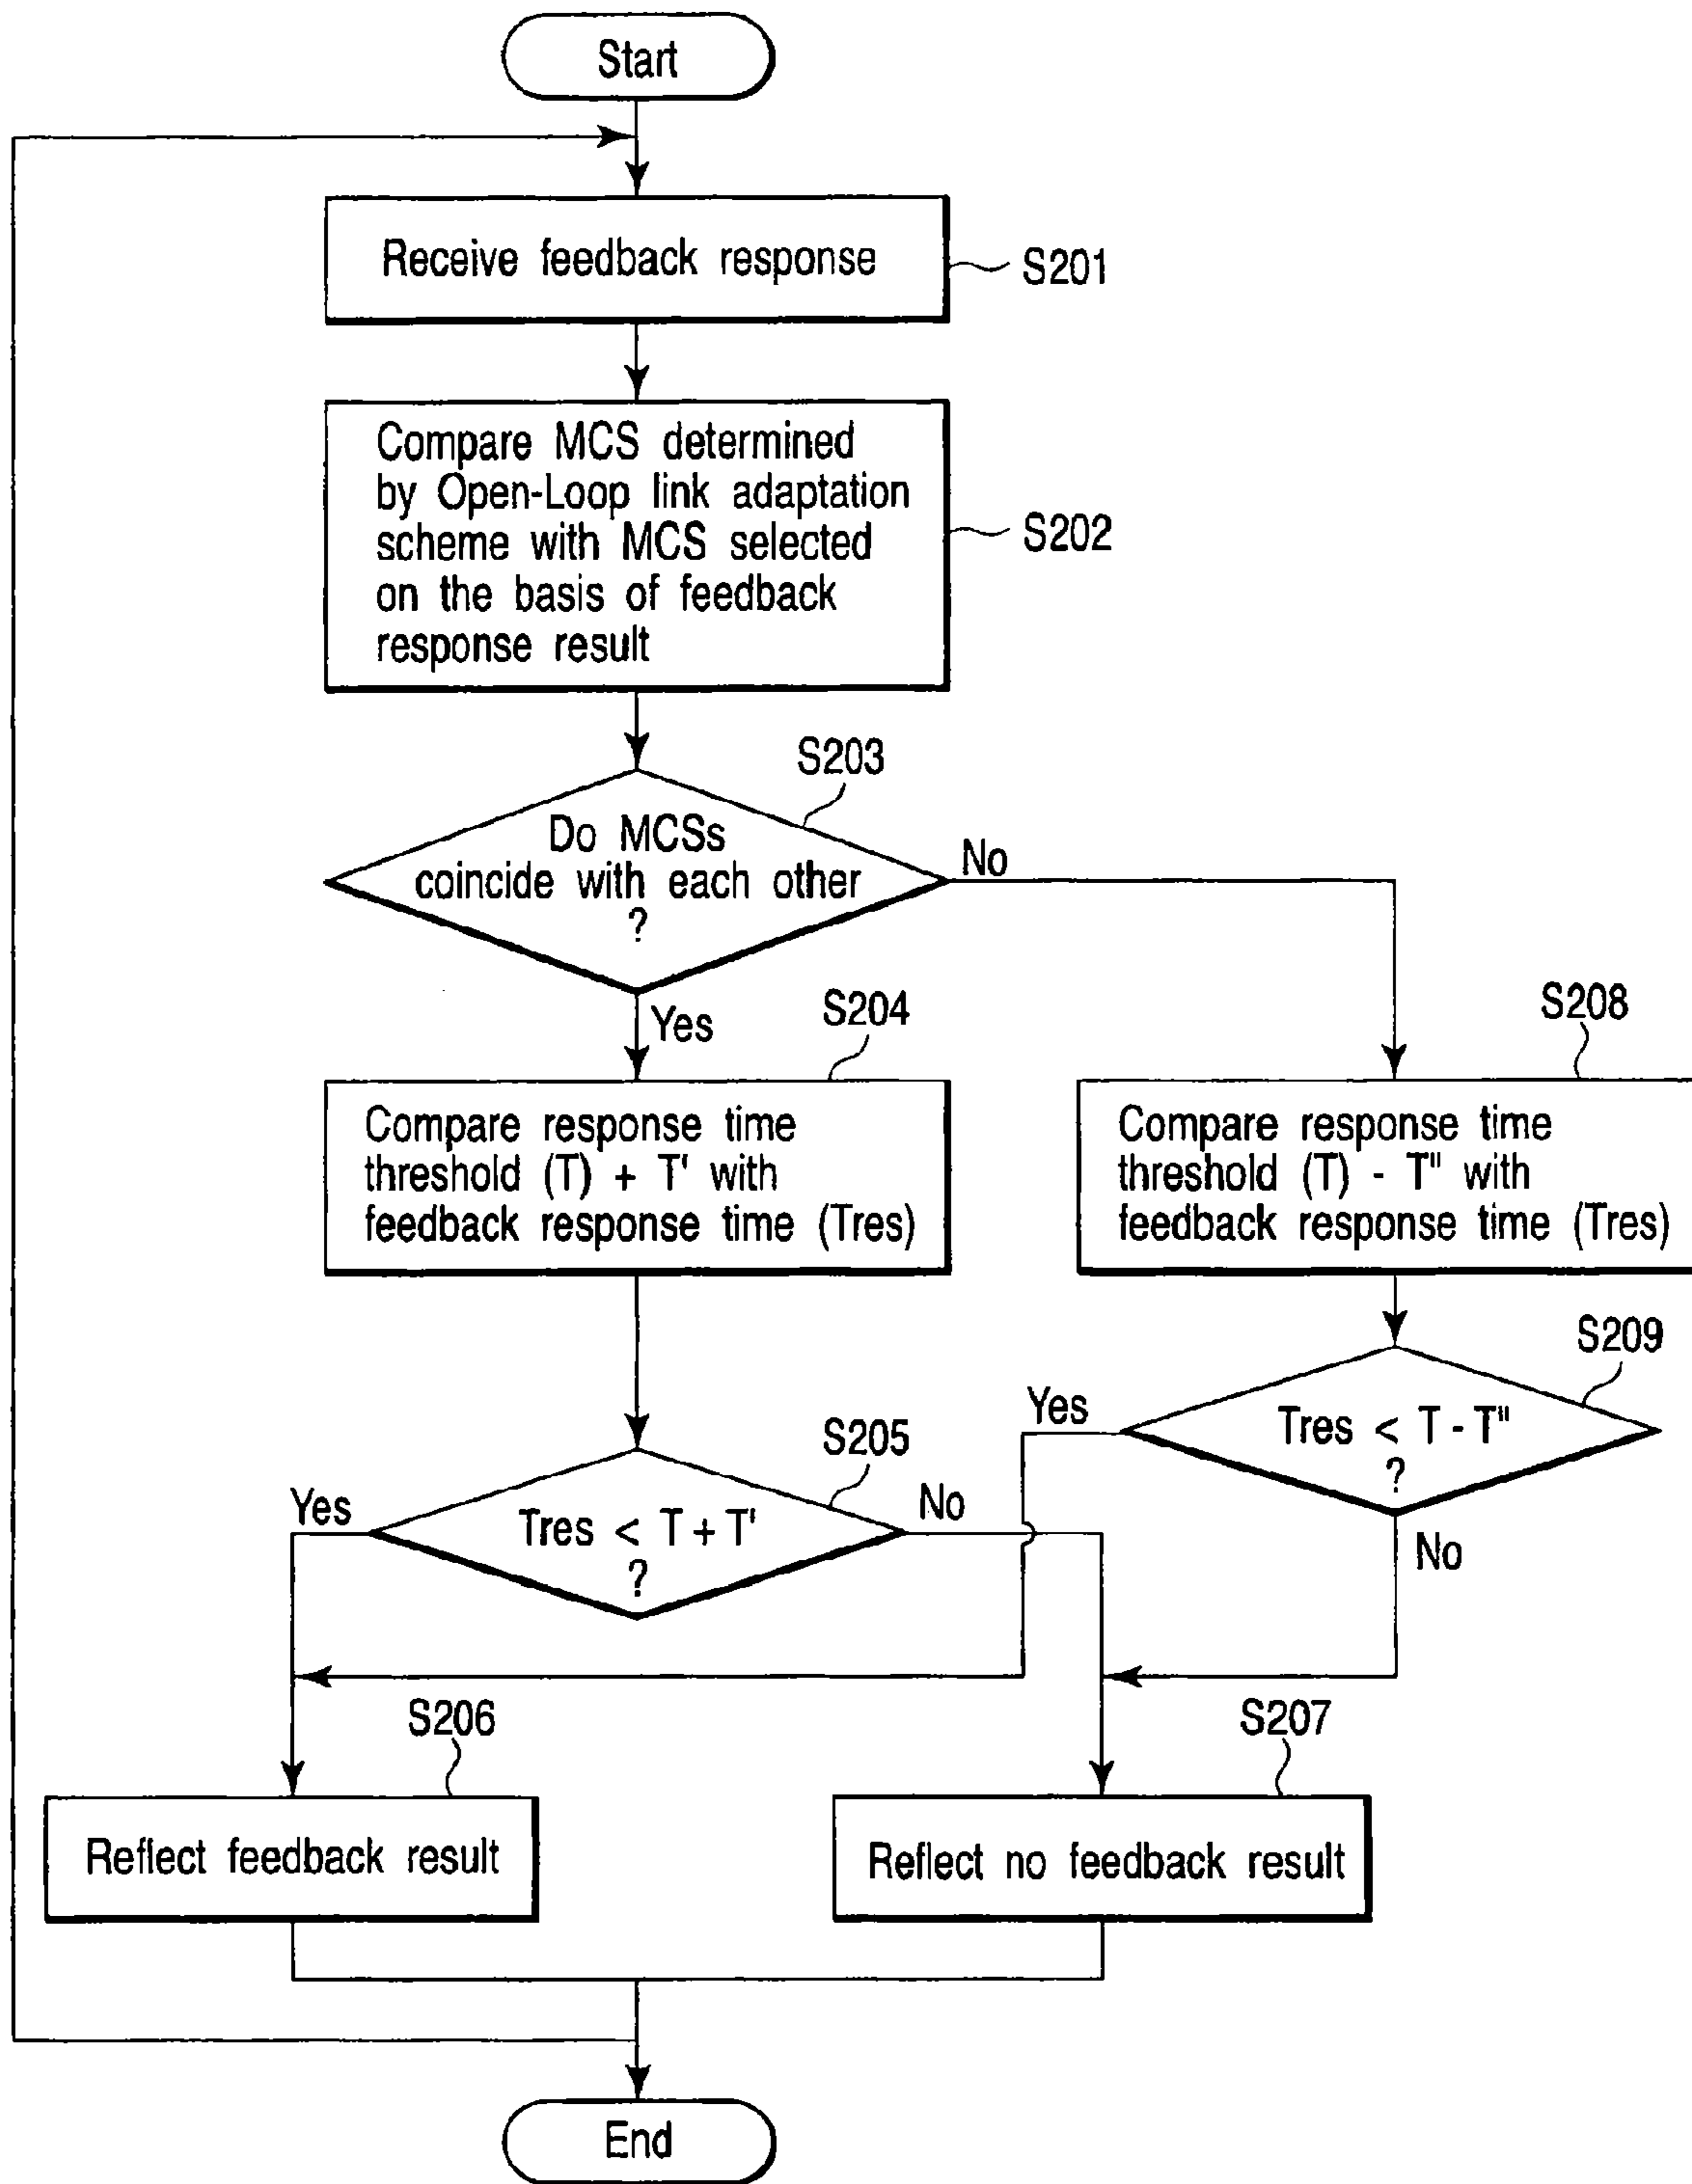 Start
Receive feedback response
S201
Compare MCS determined
by Open-Loop link adaptation
scheme with MCS selected
on the basis of feedback
response result
S202
S203
Do MCSs
coincide with each other
?
No
Yes
S204
Compare response time
threshold (T) + T' with
feedback response time (Tres)
S208
Compare response time
threshold (T) - T" with
feedback response time (Tres)
S209
Yes
Tres < T - T"
?
No
S205
Yes
Tres < T + T'
?
No
S206
Reflect feedback result
S207
Reflect no feedback result
End